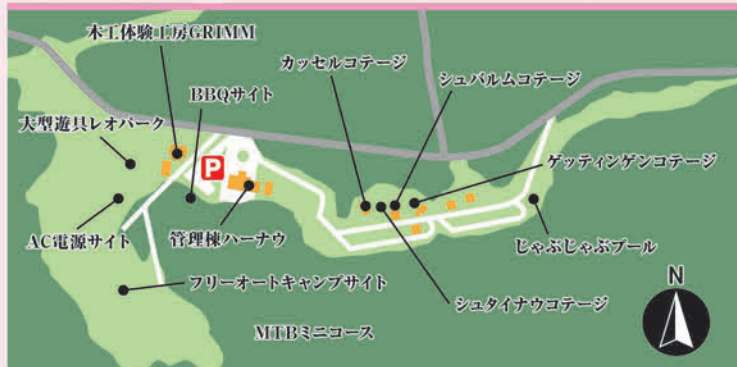 木工体験工房GRIMM
カッセルコテージ
シュバルムコテージ
BBQサイト
大型遊具レオパーク
P
ゲッティンゲンコテージ
AC電源サイト
管理棟ハーナウ
じゃぶじゃぶプール
フリーオートキャンプサイト
シュタイナウコテージ
N
MTBミニコース